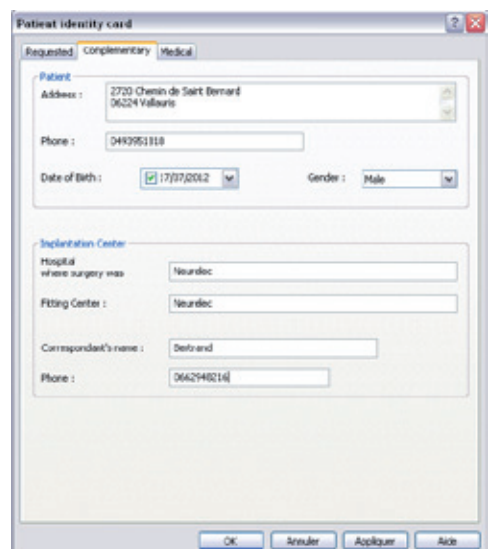 Patient identity card
Requested Complementary Medical
Patient
Address : 2720 Chemin de Saint Bernard
06224 Vallauris
Phone : 0493951818
Date of Birth : 17/07/2012 Gender : Male
Implantation Center
Hospital
where surgery was Neurelec
Fitting Center : Neurelec
Correspondant's name : Bertrand
Phone : 0662948216
OK Annuler Appliquer Aide